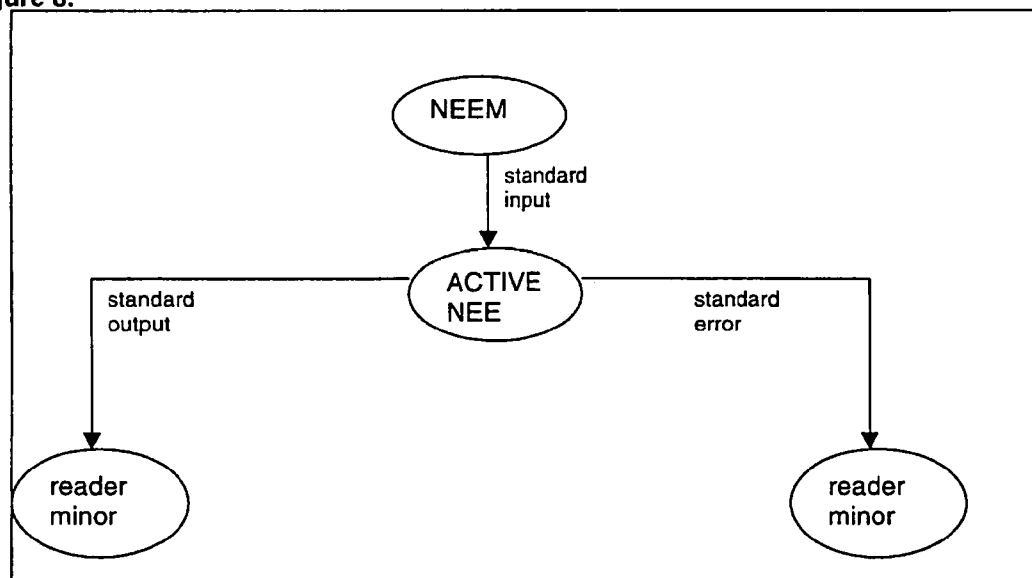 NEEM
standard
input
ACTIVE
NEE
standard
output
standard
error
reader
minor
reader
minor